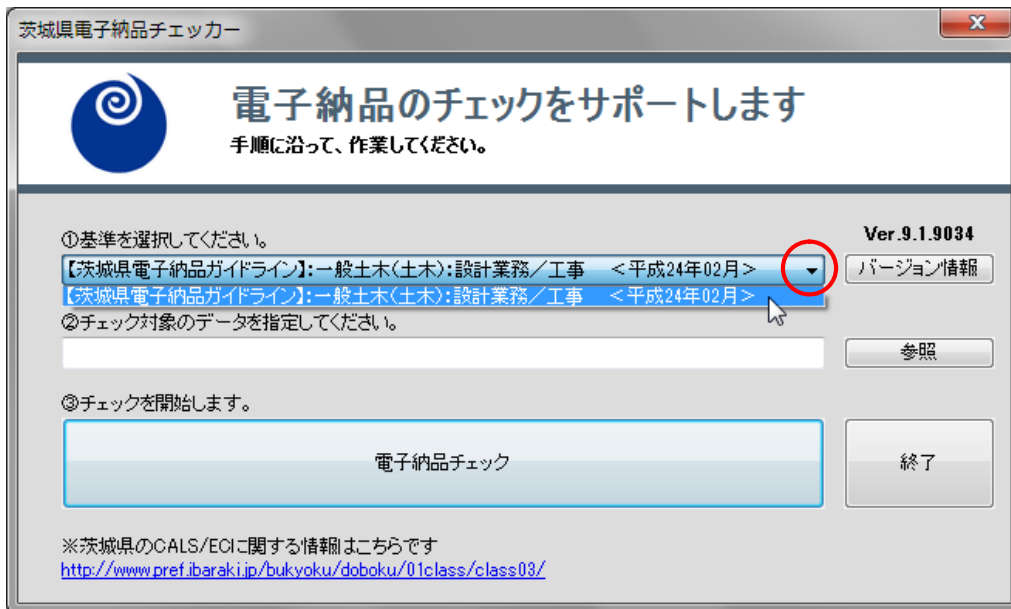 茨城県電子納品チェッカー
電子納品のチェックをサポートします
手順に沿って、作業してください。
①基準を選択してください。
Ver.9.1.9034
【茨城県電子納品ガイドライン】:一般土木(土木):設計業務/工事 <平成24年02月>
バージョン情報
【茨城県電子納品ガイドライン】:一般土木(土木):設計業務/工事 <平成24年02月>
②チェック対象のデータを指定してください。
参照
③チェックを開始します。
電子納品チェック
終了
※茨城県のCALS/ECに関する情報はこちらです
http://www.pref.ibaraki.jp/bukyoku/doboku/01class/class03/